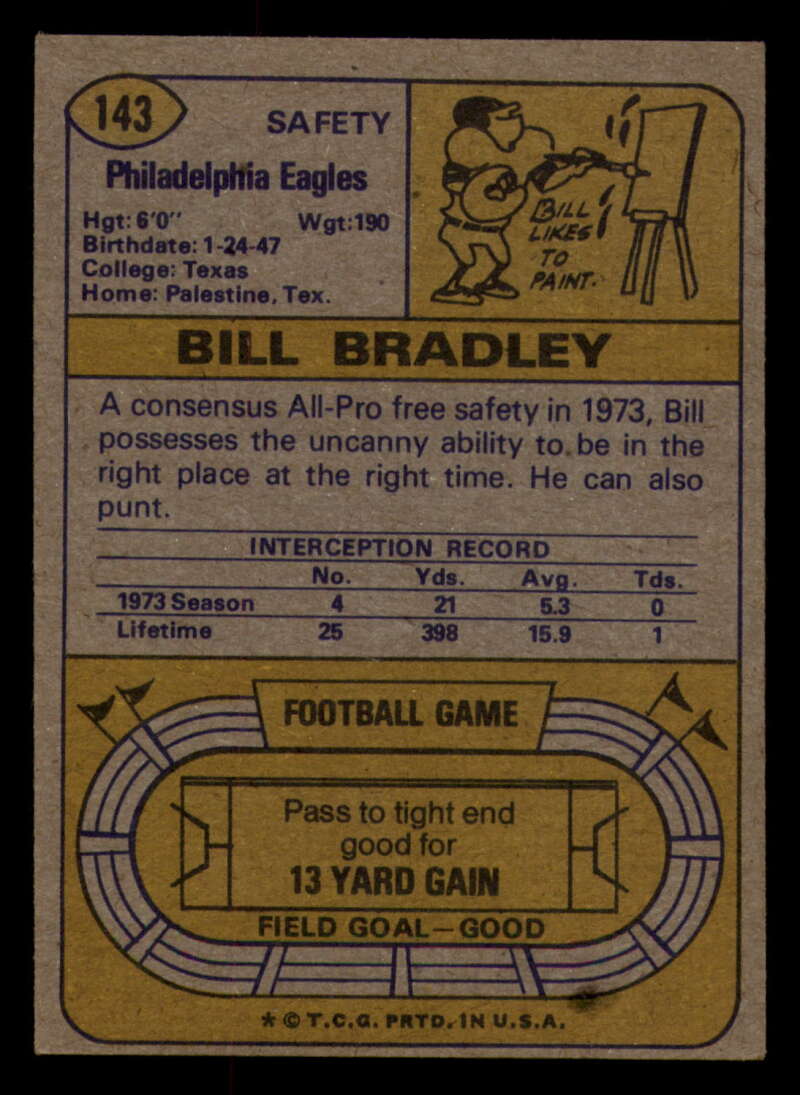 143
SAFETY
Philadelphia Eagles
Hgt: 6'0" Wgt: 190
Birthdate: 1-24-47
College: Texas
Home: Palestine, Tex.
BILL
LIKES
TO
PAINT.
BILL BRADLEY
A consensus All-Pro free safety in 1973, Bill
possesses the uncanny ability to be in the
right place at the right time. He can also
punt.
INTERCEPTION RECORD
No. Yds. Avg. Tds.
1973 Season 4 21 5.3 0
Lifetime 25 398 15.9 1
FOOTBALL GAME
Pass to tight end
good for
13 YARD GAIN
FIELD GOAL—GOOD
* © T.C.G. PRTD. IN U.S.A.